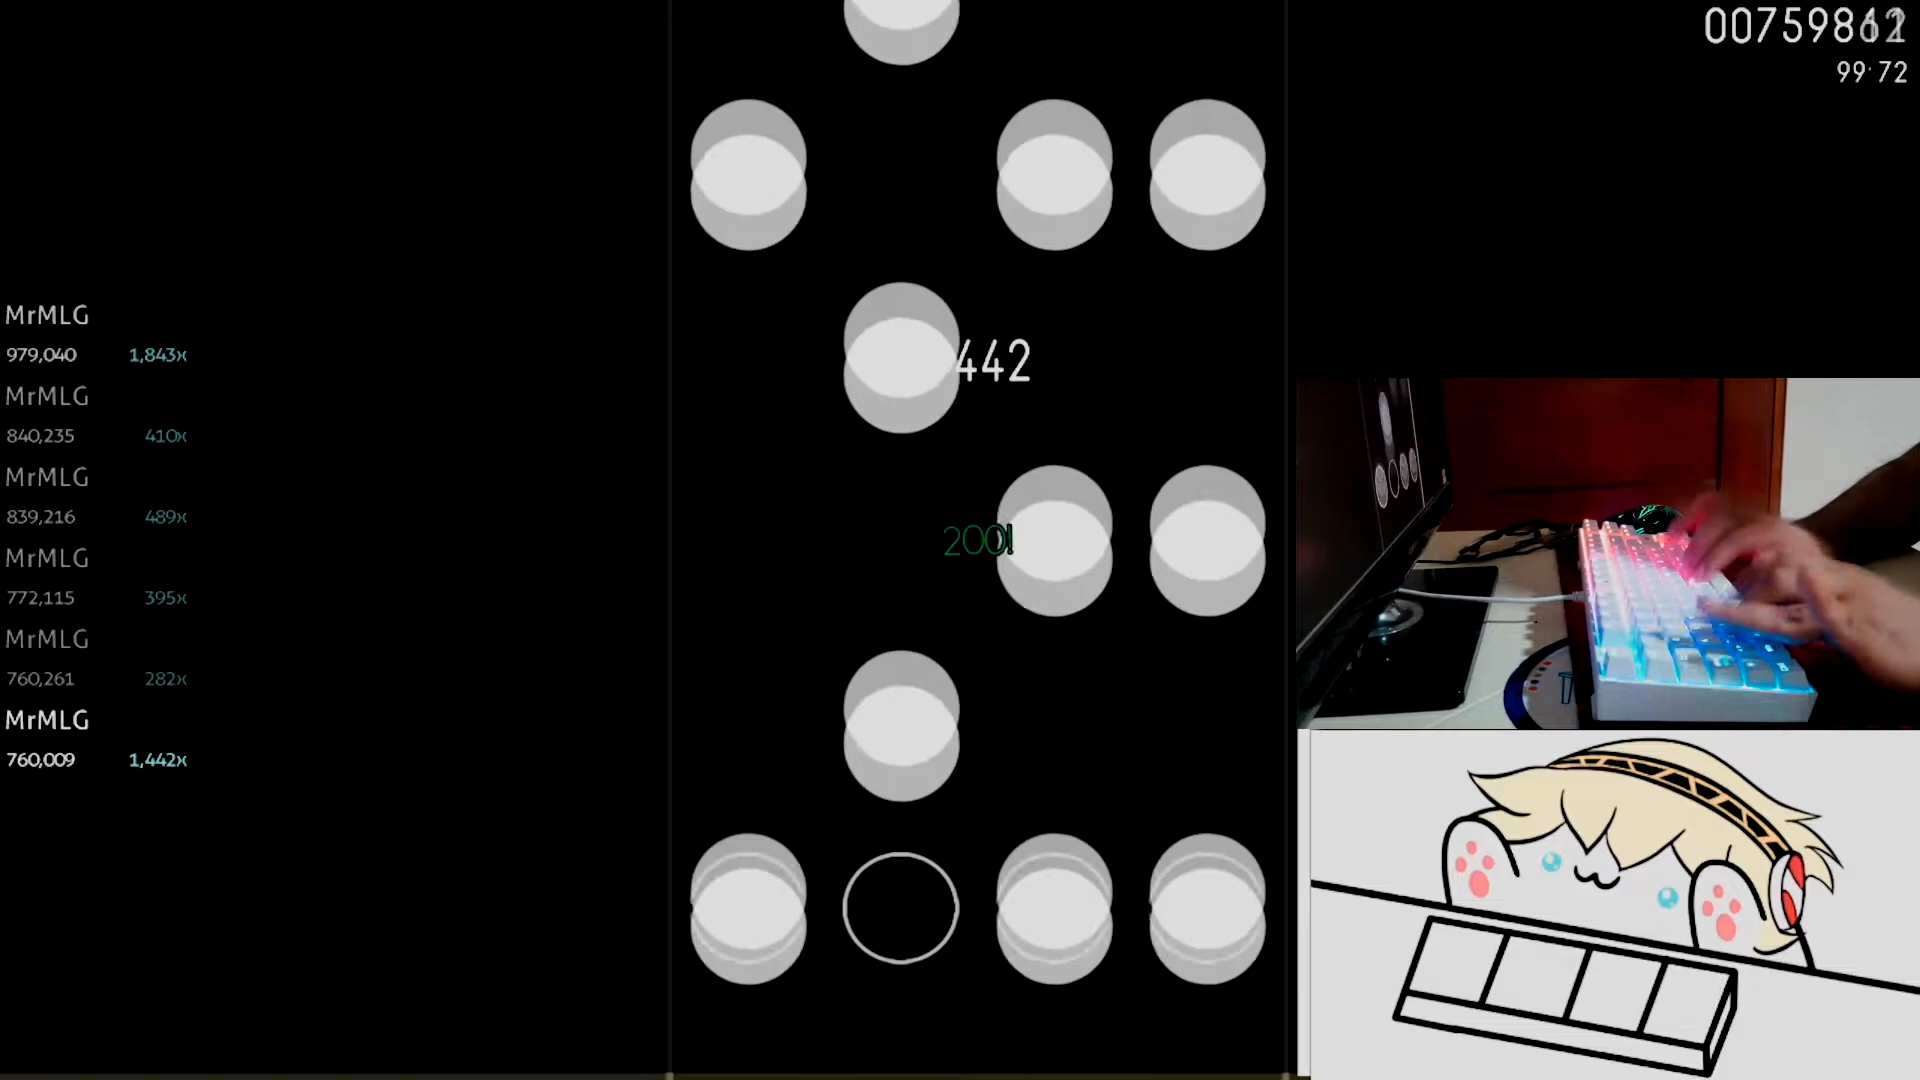 99.72
442
MrMLG
979,040 1,843x
MrMLG
840,235 410x
MrMLG
839,216 489x
200!
MrMLG
772,115 395x
MrMLG
760,261 282x
MrMLG
760,009 1,442x